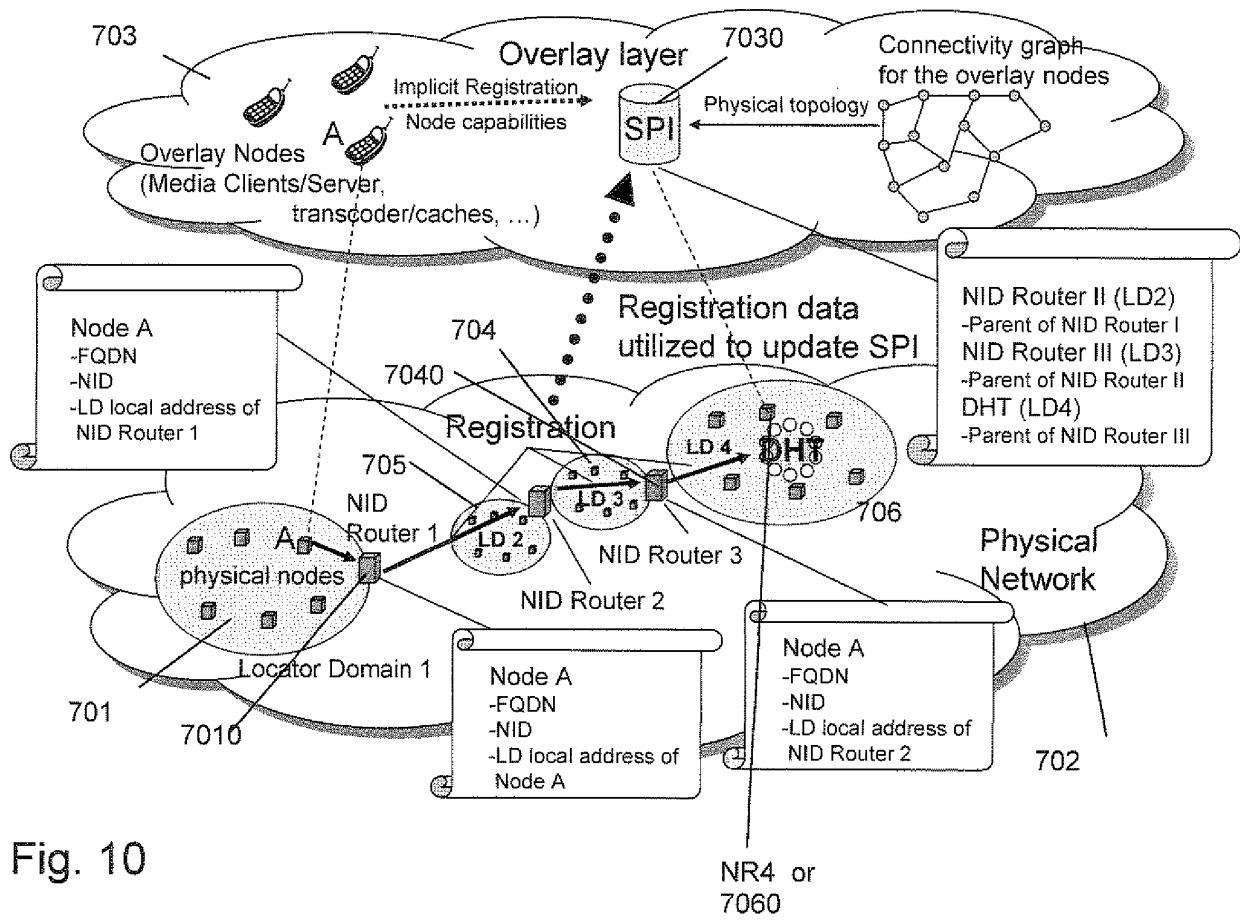 703
Overlay layer
7030
Connectivity graph
for the overlay nodes
Implicit Registration
Node capabilities
SPI
Physical topology
A
Overlay Nodes
(Media Clients/Server,
transcoder/caches, ...)
Node A
-FQDN
-NID
-LD local address of
NID Router 1
704
7040
Registration data
utilized to update SPI
NID Router II (LD2)
-Parent of NID Router I
NID Router III (LD3)
-Parent of NID Router II
DHT (LD4)
-Parent of NID Router III
Registration
705
LD 4
DHT
LD 3
LD 2
706
NID
Router 1
A
physical nodes
NID Router 3
NID Router 2
Physical
Network
Locator Domain 1
701
7010
Node A
-FQDN
-NID
-LD local address of
Node A
Node A
-FQDN
-NID
-LD local address of
NID Router 2
702
Fig. 10
NR4 or
7060